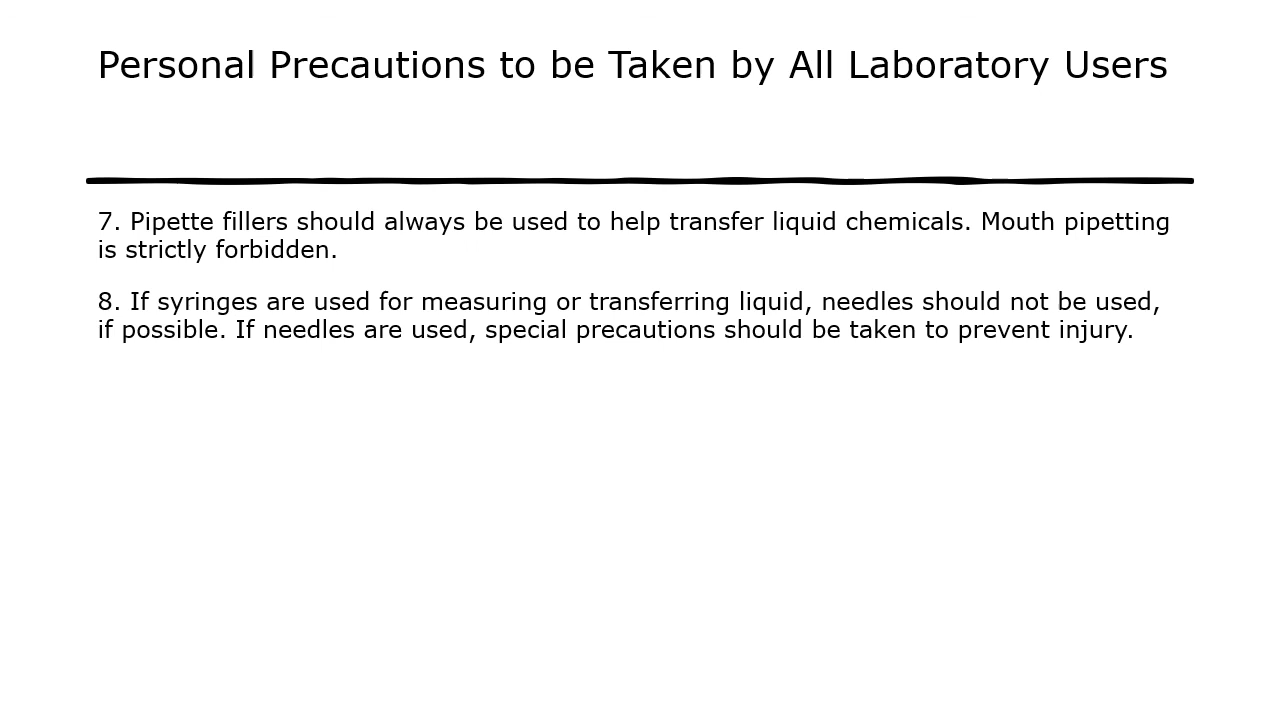 Personal Precautions to be Taken by All Laboratory Users
7. Pipette fillers should always be used to help transfer liquid chemicals. Mouth pipetting
is strictly forbidden.
8. If syringes are used for measuring or transferring liquid, needles should not be used,
if possible. If needles are used, special precautions should be taken to prevent injury.